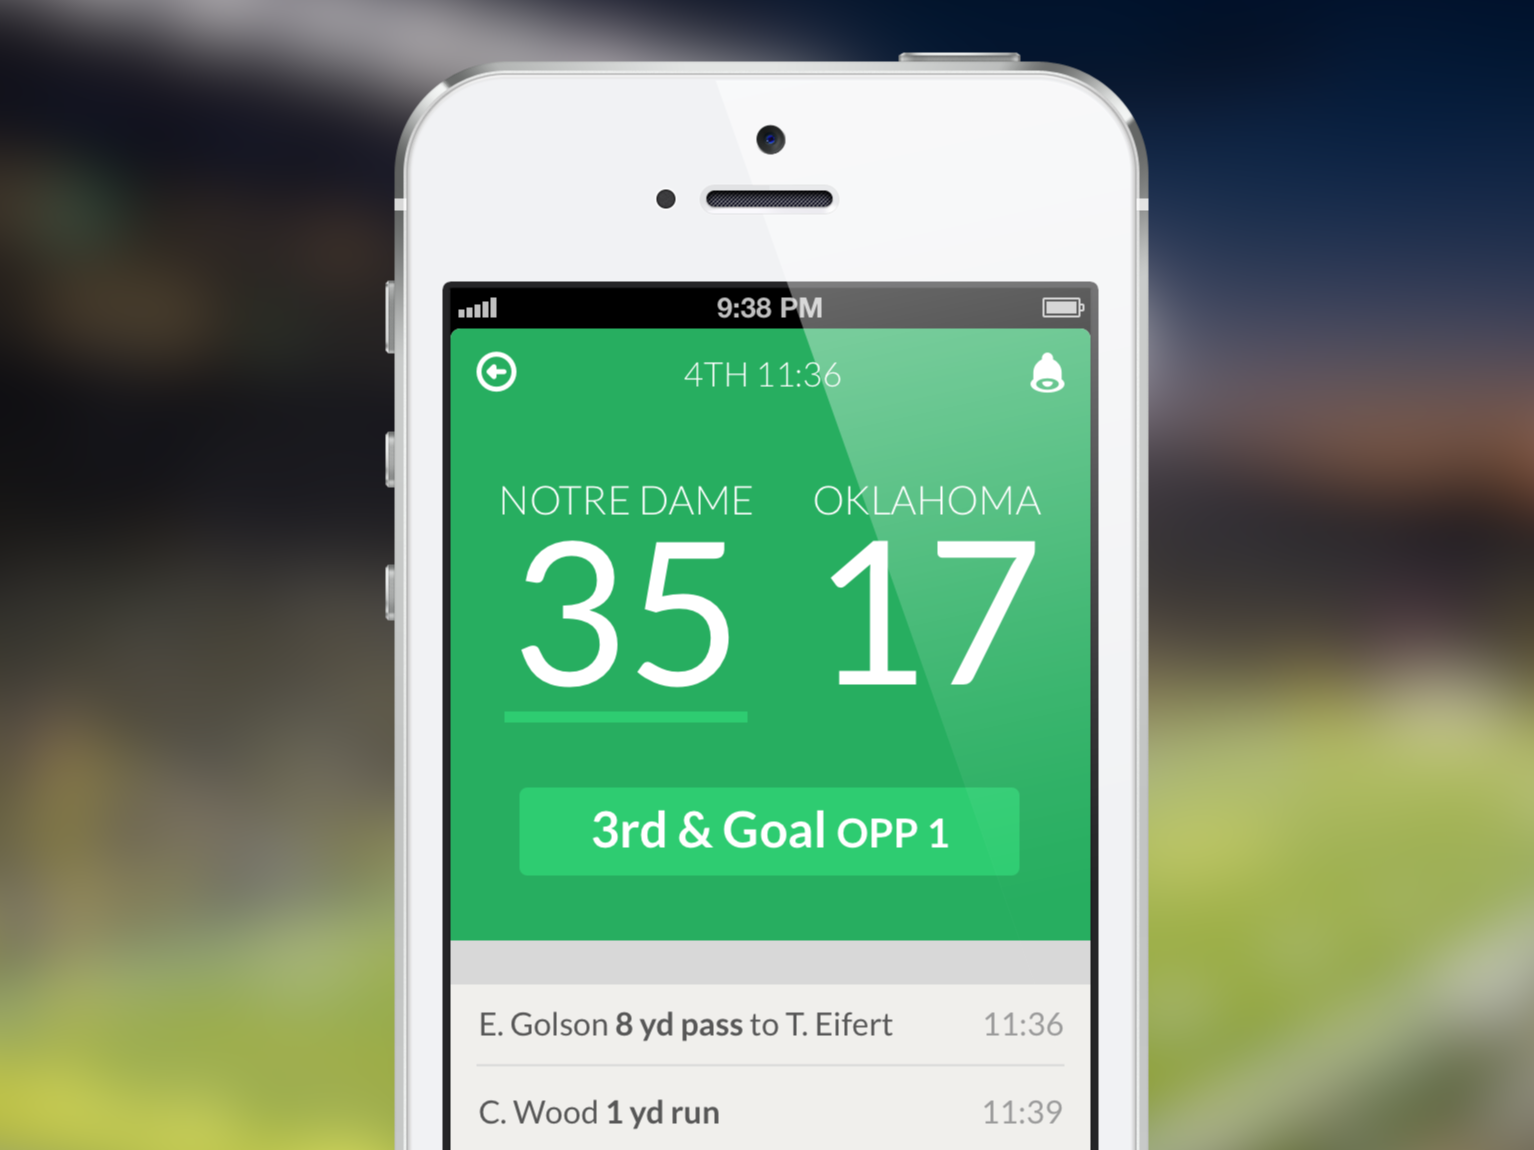 9:38 PM
4TH 11:36
NOTRE DAME OKLAHOMA
35 17
3rd & Goal OPP 1
E. Golson 8 yd pass to T. Eifert 11:36
C. Wood 1 yd run 11:39